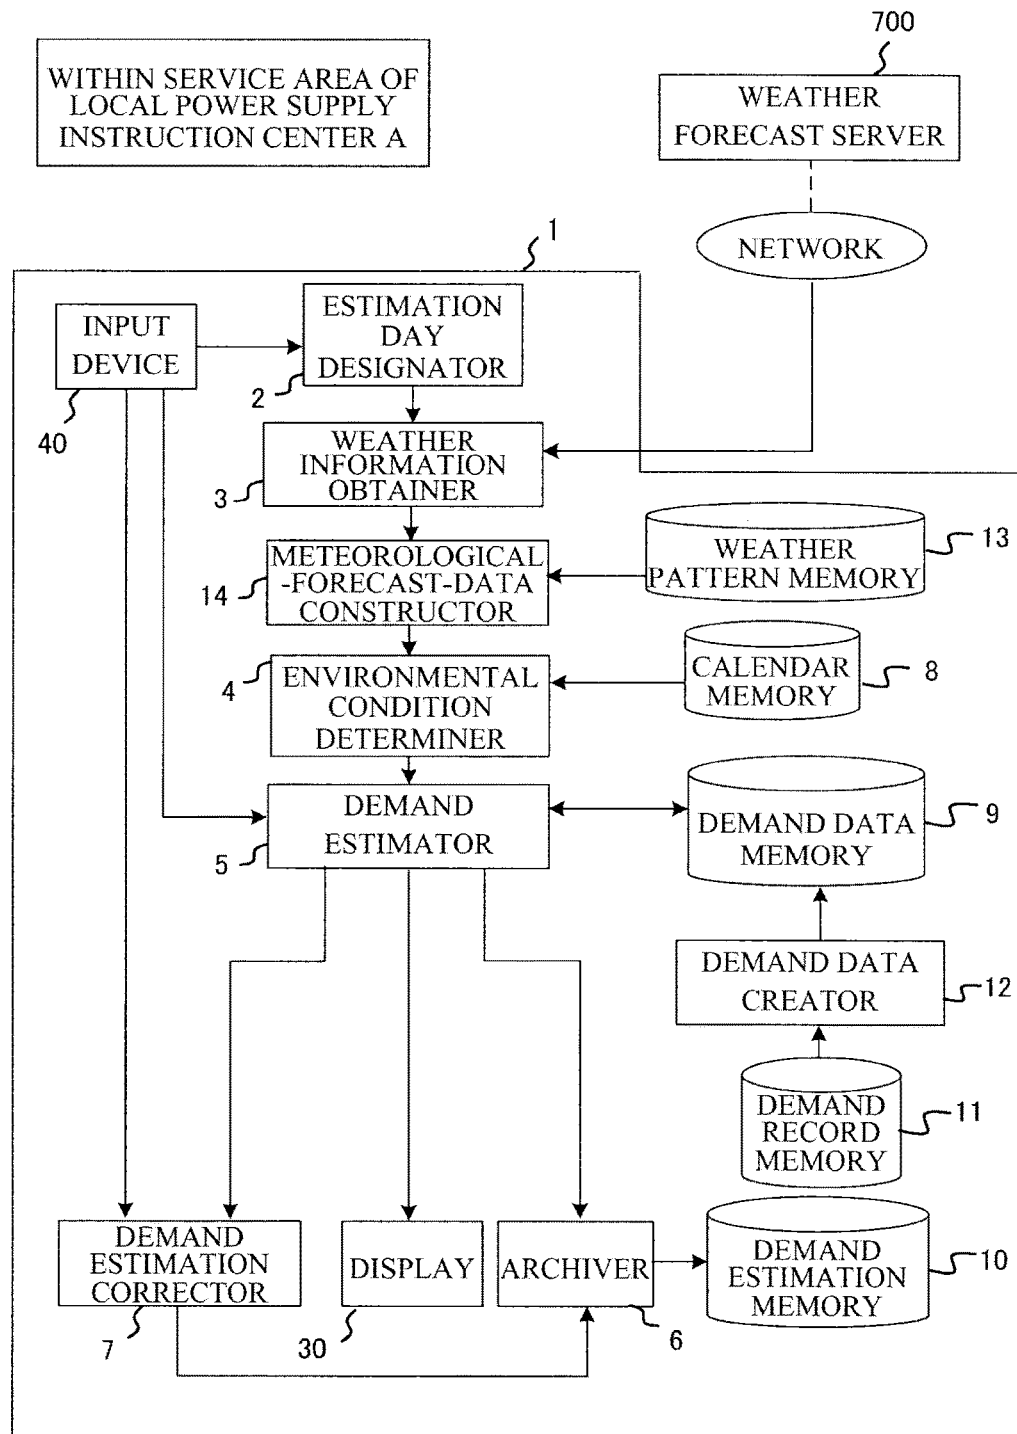 700
WITHIN SERVICE AREA OF
LOCAL POWER SUPPLY
INSTRUCTION CENTER A
WEATHER
FORECAST SERVER
NETWORK
1
INPUT
DEVICE
40
ESTIMATION
DAY
DESIGNATOR
2
WEATHER
INFORMATION
OBTAINER
3
METEOROLOGICAL
-FORECAST-DATA
CONSTRUCTOR
14
WEATHER
PATTERN MEMORY
13
ENVIRONMENTAL
CONDITION
DETERMINER
4
CALENDAR
MEMORY
8
DEMAND
ESTIMATOR
5
DEMAND DATA
MEMORY
9
DEMAND DATA
CREATOR
12
DEMAND
RECORD
MEMORY
11
DEMAND
ESTIMATION
CORRECTOR
7
DISPLAY
30
ARCHIVER
6
DEMAND
ESTIMATION
MEMORY
10